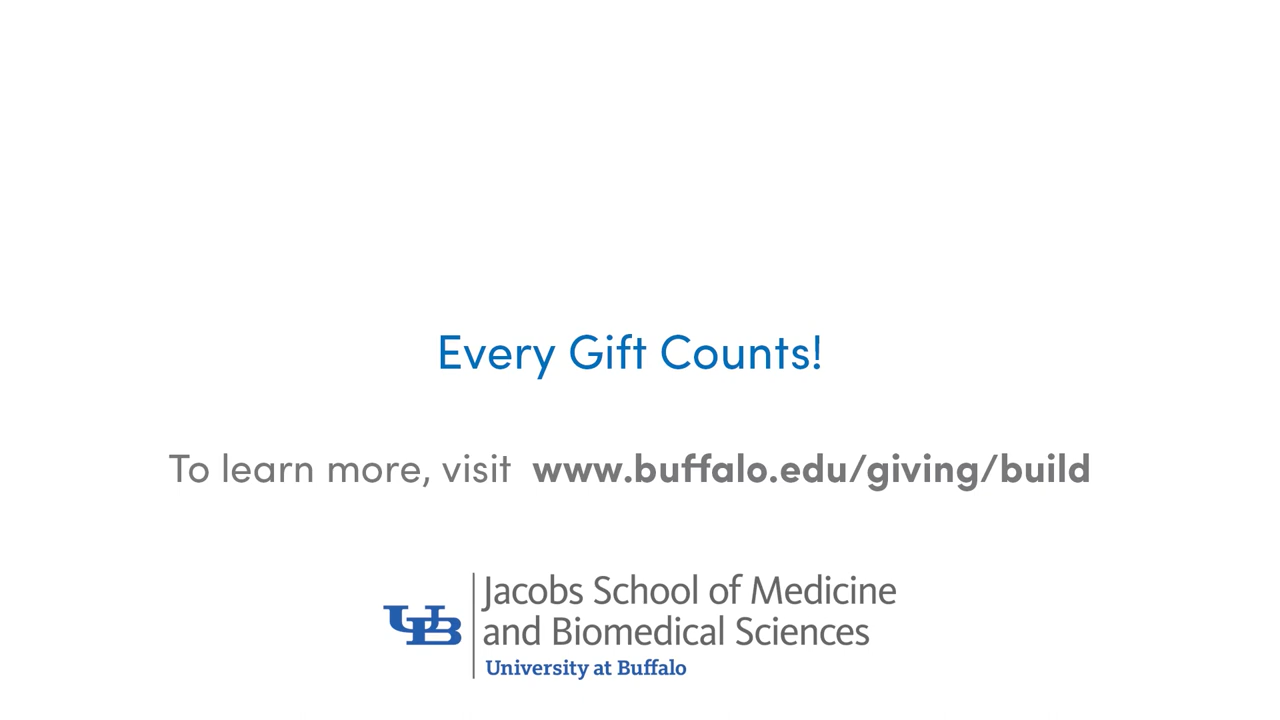 Every Gift Counts!
To learn more, visit www.buffalo.edu/giving/build
UB
Jacobs School of Medicine
and Biomedical Sciences
University at Buffalo